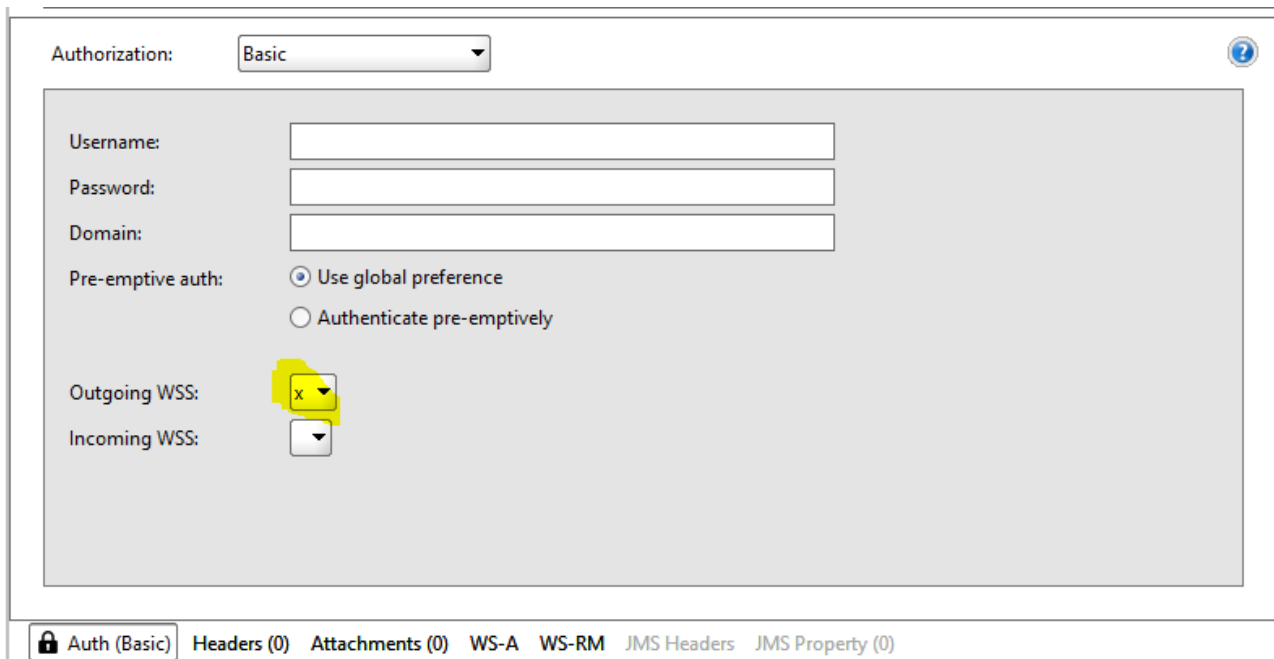 Authorization: Basic
Username:
Password:
Domain:
Pre-emptive auth: Use global preference
Authenticate pre-emptively
Outgoing WSS: x
Incoming WSS:
Auth (Basic) Headers (0) Attachments (0) WS-A WS-RM JMS Headers JMS Property (0)